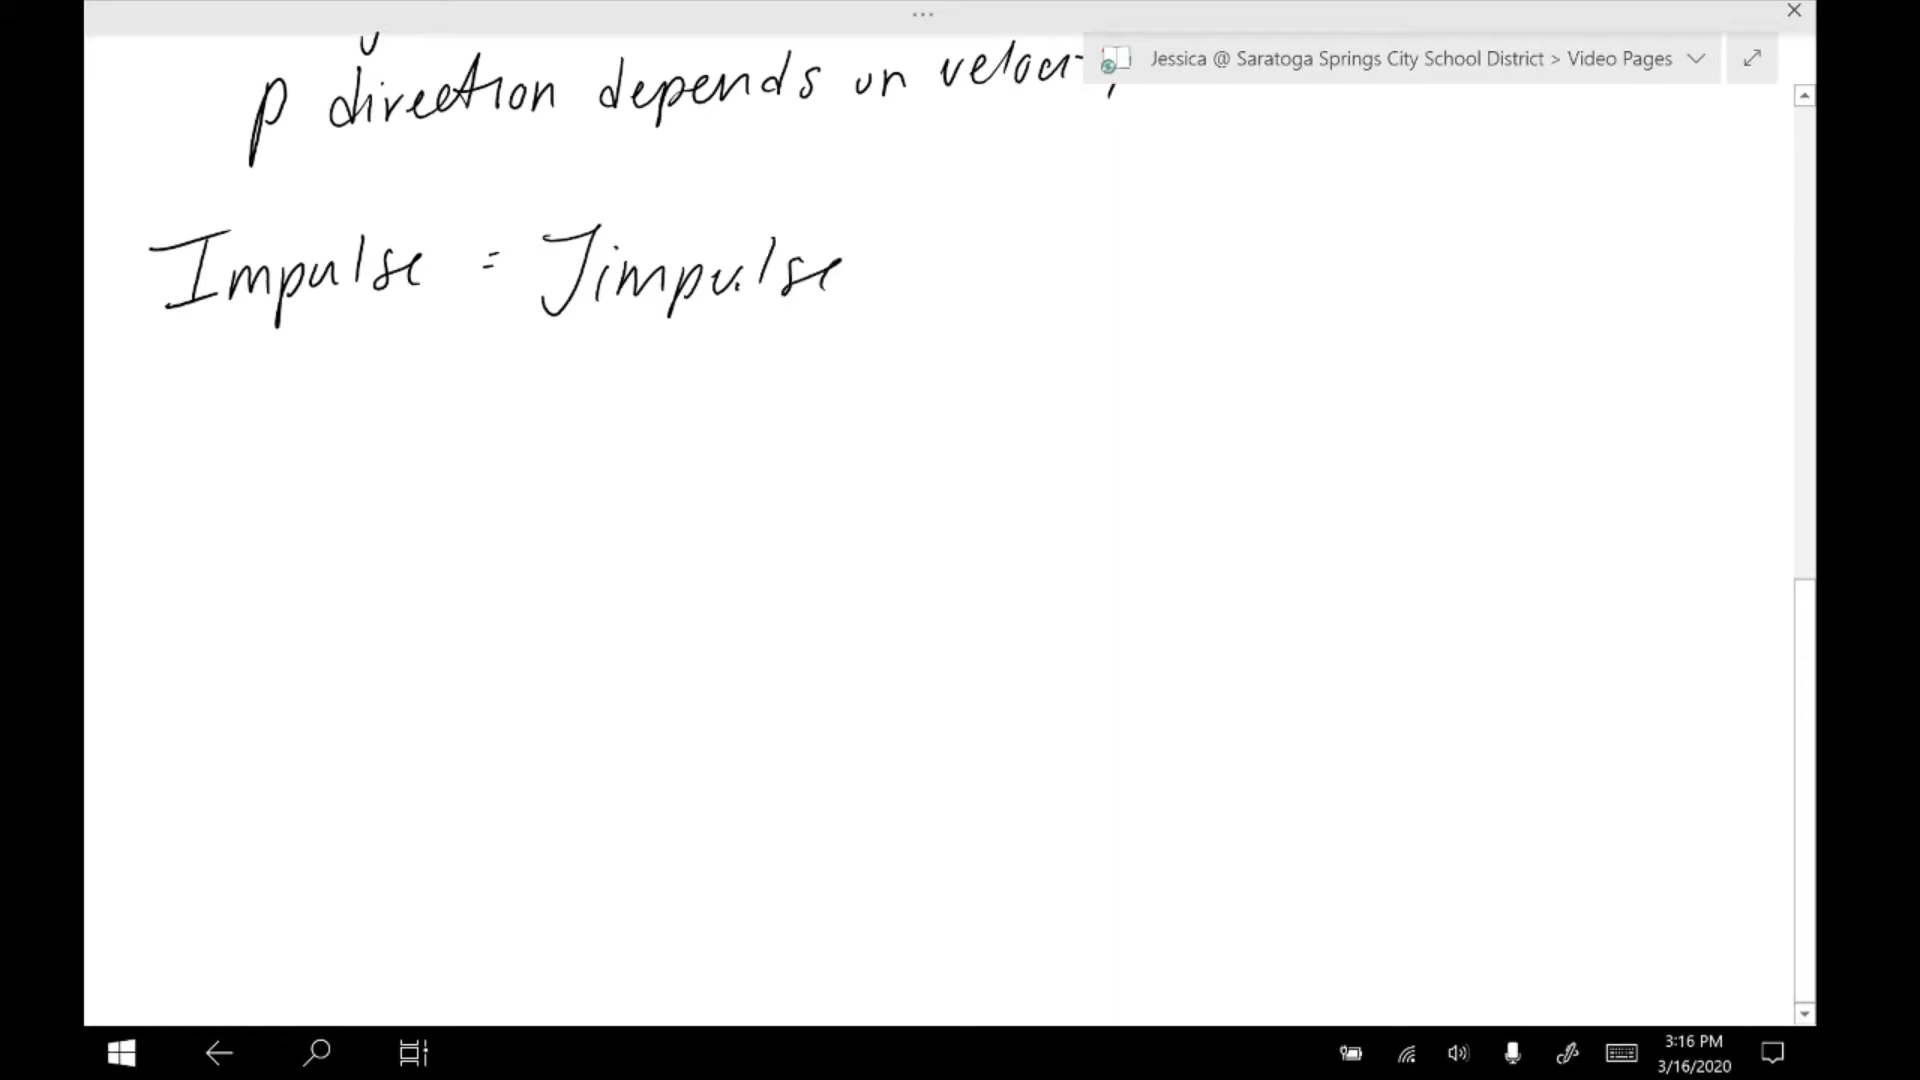 Jessica @ Saratoga Springs City School District > Video Pages
p direction depends on
Impulse = Jimpulse
3:16 PM
3/16/2020